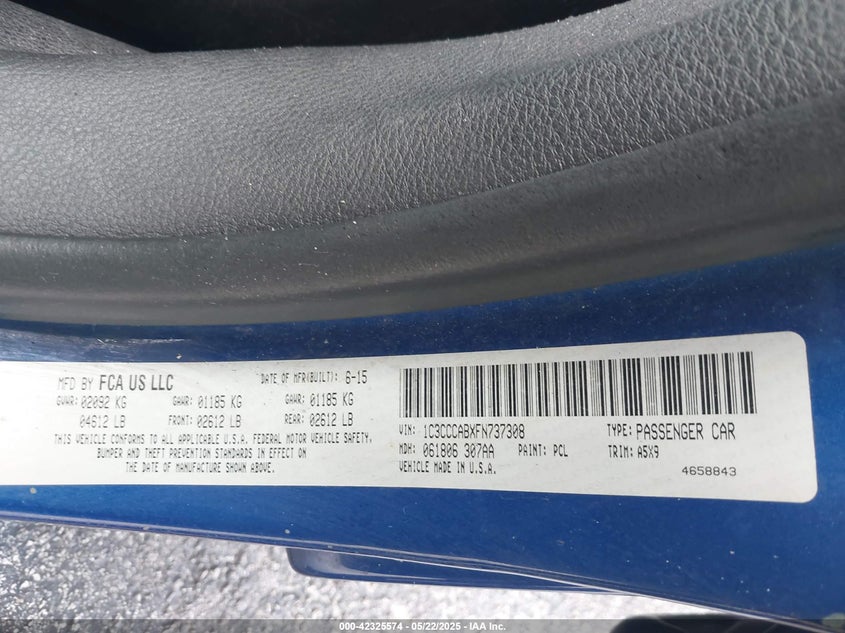 MFD BY FCA US LLC DATE OF MFR(BUILT): 6-15
GVWR: 02092 KG GAWR: 01185 KG GAWR: 01185 KG
04612 LB FRONT: 02612 LB REAR: 02612 LB
THIS VEHICLE CONFORMS TO ALL APPLICABLE U.S.A. FEDERAL MOTOR VEHICLE SAFETY,
BUMPER AND THEFT PREVENTION STANDARDS IN EFFECT ON
THE DATE OF MANUFACTURE SHOWN ABOVE.
VIN: 1C3CCCABXFN737308 TYPE: PASSENGER CAR
MDH: 061806 307AA PAINT: PCL TRIM: A5X9
VEHICLE MADE IN U.S.A. 4658843
000-42325574 - 05/22/2025 - IAA Inc.